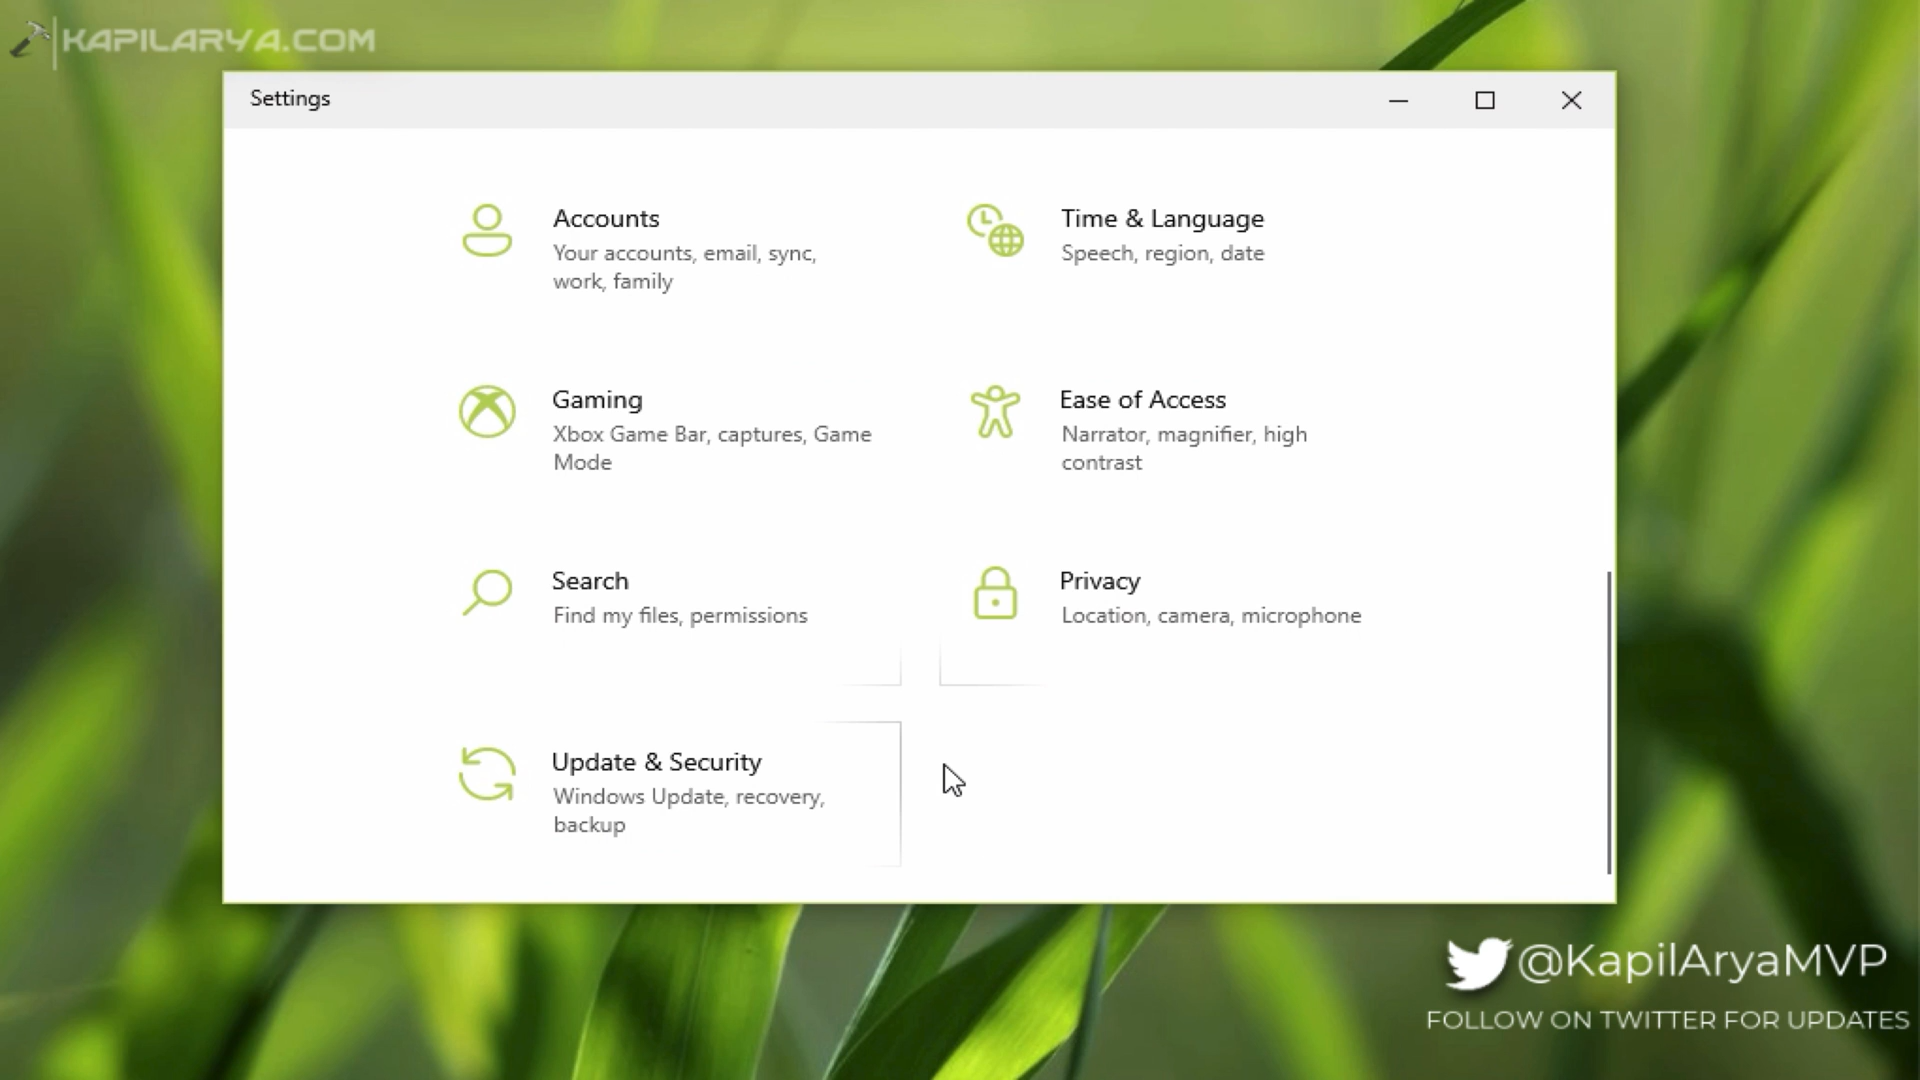 KAPILARYA.COM
Settings
Accounts
Your accounts, email, sync,
work, family
Time & Language
Speech, region, date
Gaming
Xbox Game Bar, captures, Game
Mode
Ease of Access
Narrator, magnifier, high
contrast
Search
Find my files, permissions
Privacy
Location, camera, microphone
Update & Security
Windows Update, recovery,
backup
@KapilAryaMVP
FOLLOW ON TWITTER FOR UPDATES